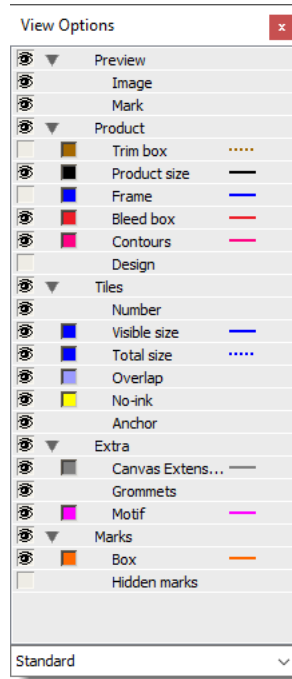 View Options
x
Preview
Image
Mark
Product
Trim box
Product size
Frame
Bleed box
Contours
Design
Tiles
Number
Visible size
Total size
Overlap
No-ink
Anchor
Extra
Canvas Extens...
Grommets
Motif
Marks
Box
Hidden marks
Standard